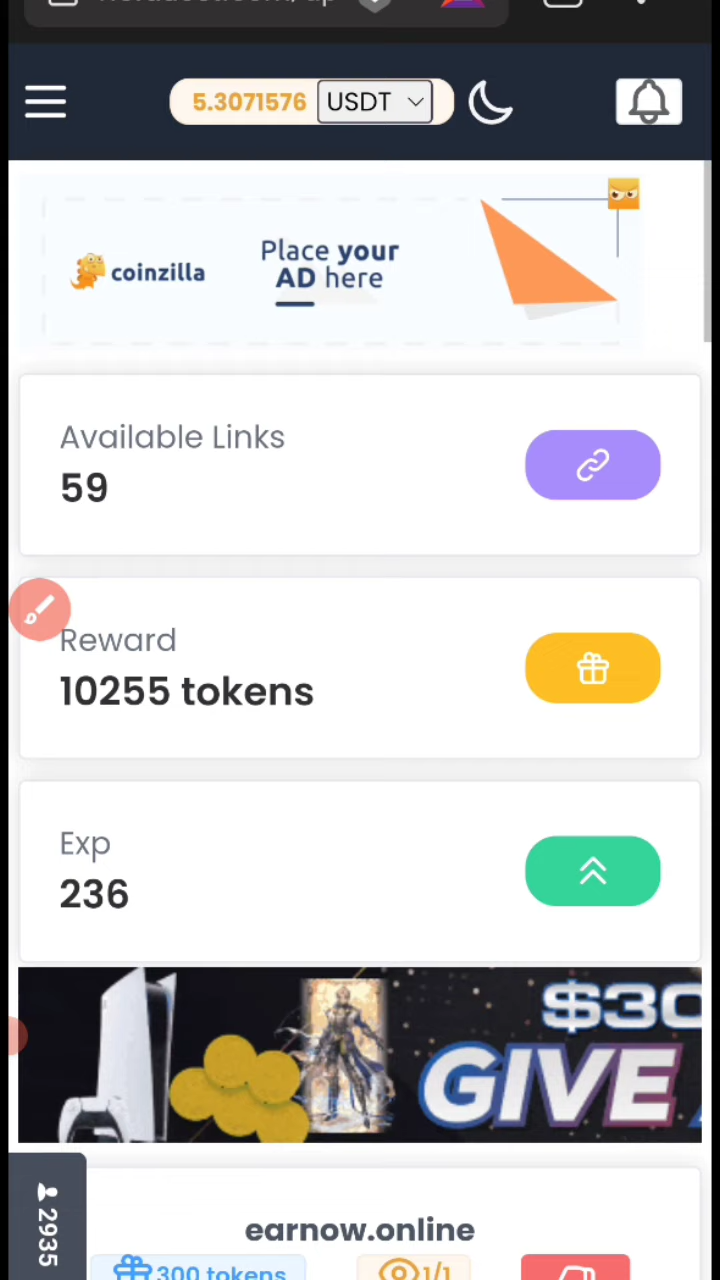 5.3071576 USDT
coinzilla
Place your
AD here
Available Links
59
Reward
10255 tokens
Exp
236
GIVE
2935
earnow.online
300 tokens
1/1